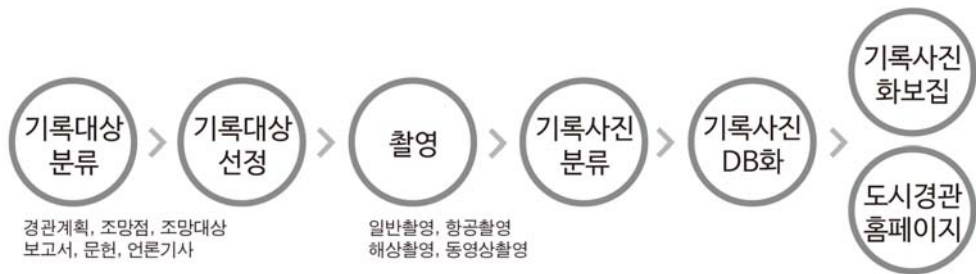 기록대상
분류
기록대상
선정
촬영
기록사진
분류
기록사진
DB화
기록사진
화보집
도시경관
홈페이지
경관계획, 조망점, 조망대상
보고서, 문헌, 언론기사
일반촬영, 항공촬영
해상촬영, 동영상촬영